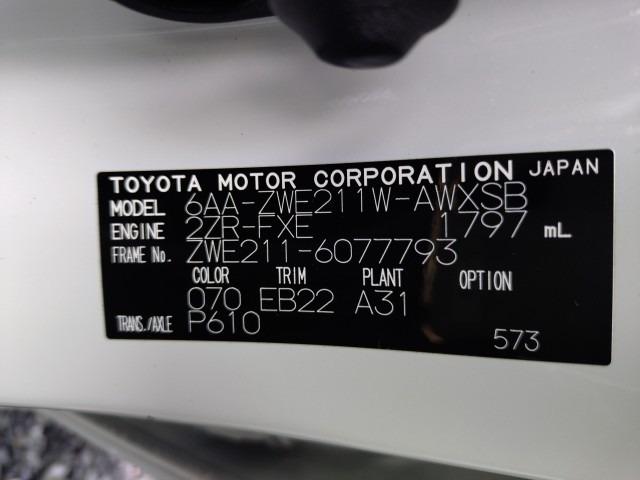 TOYOTA MOTOR CORPORATION JAPAN
MODEL 6AA-ZWE211W-AWXSB
ENGINE 2ZR-FXE 1797 mL
FRAME No. ZWE211-6077793
COLOR TRIM PLANT OPTION
070 EB22 A31
TRANS./AXLE P610
573